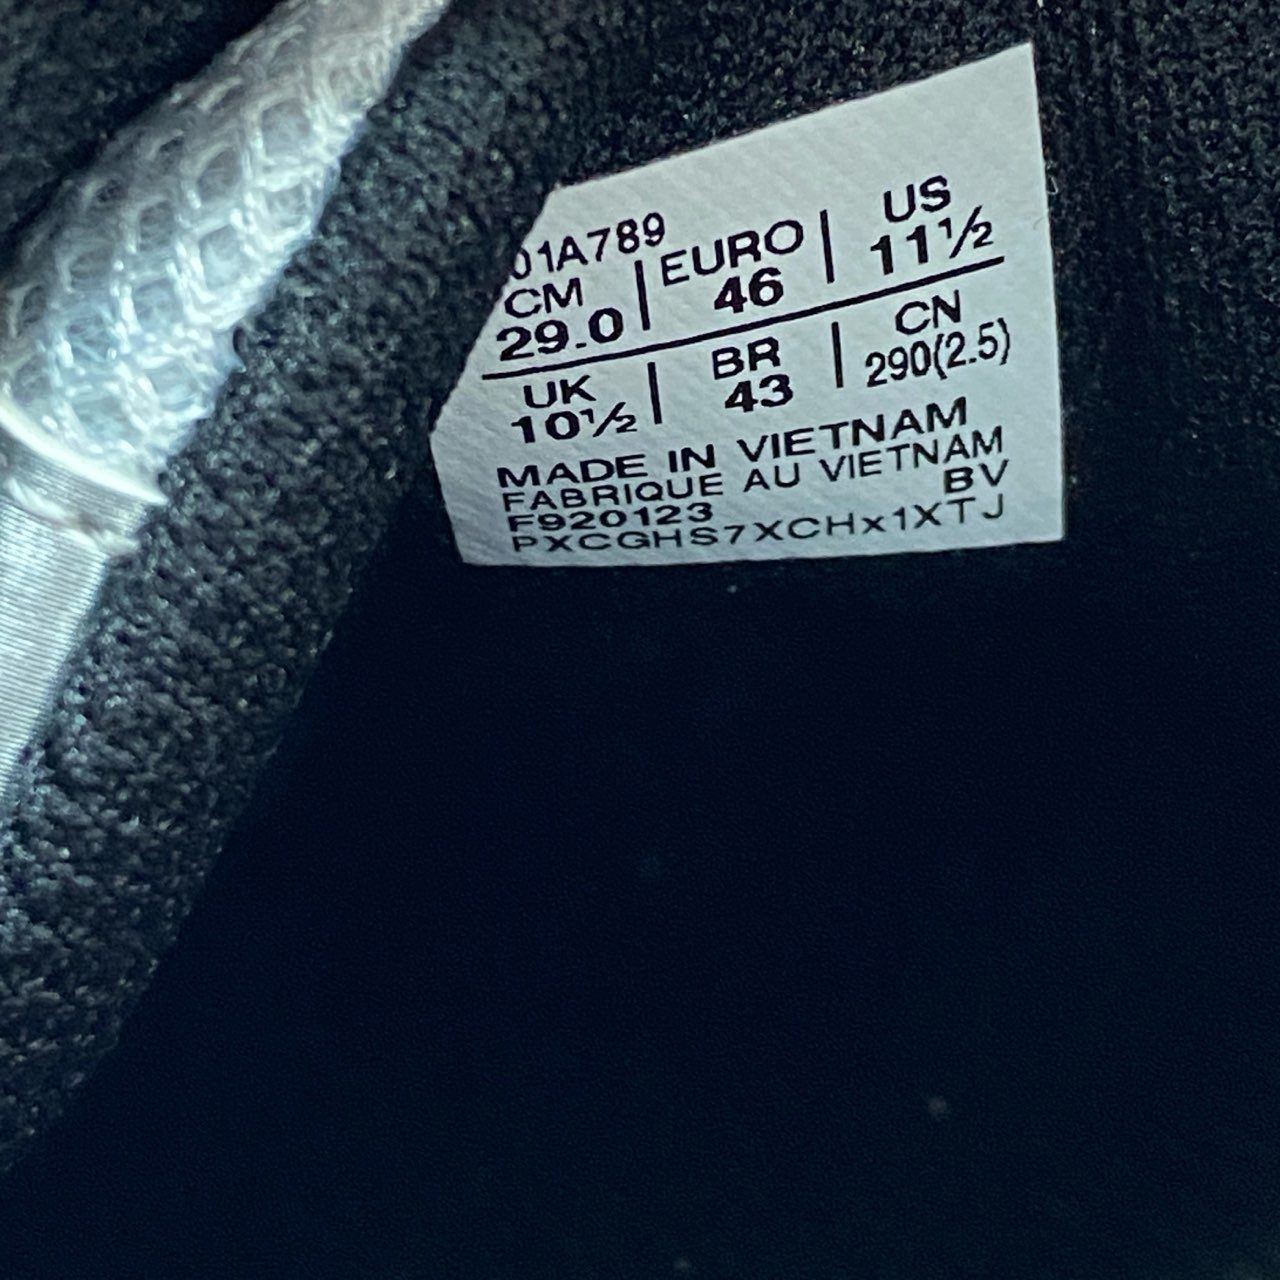 01A789
CM | EURO | US
29.0 | 46 | 11½
UK | BR | CN
10½ | 43 | 290(2.5)
MADE IN VIETNAM
FABRIQUE AU VIETNAM
F920123 BV
PXCGHS7XCHx1XTJ